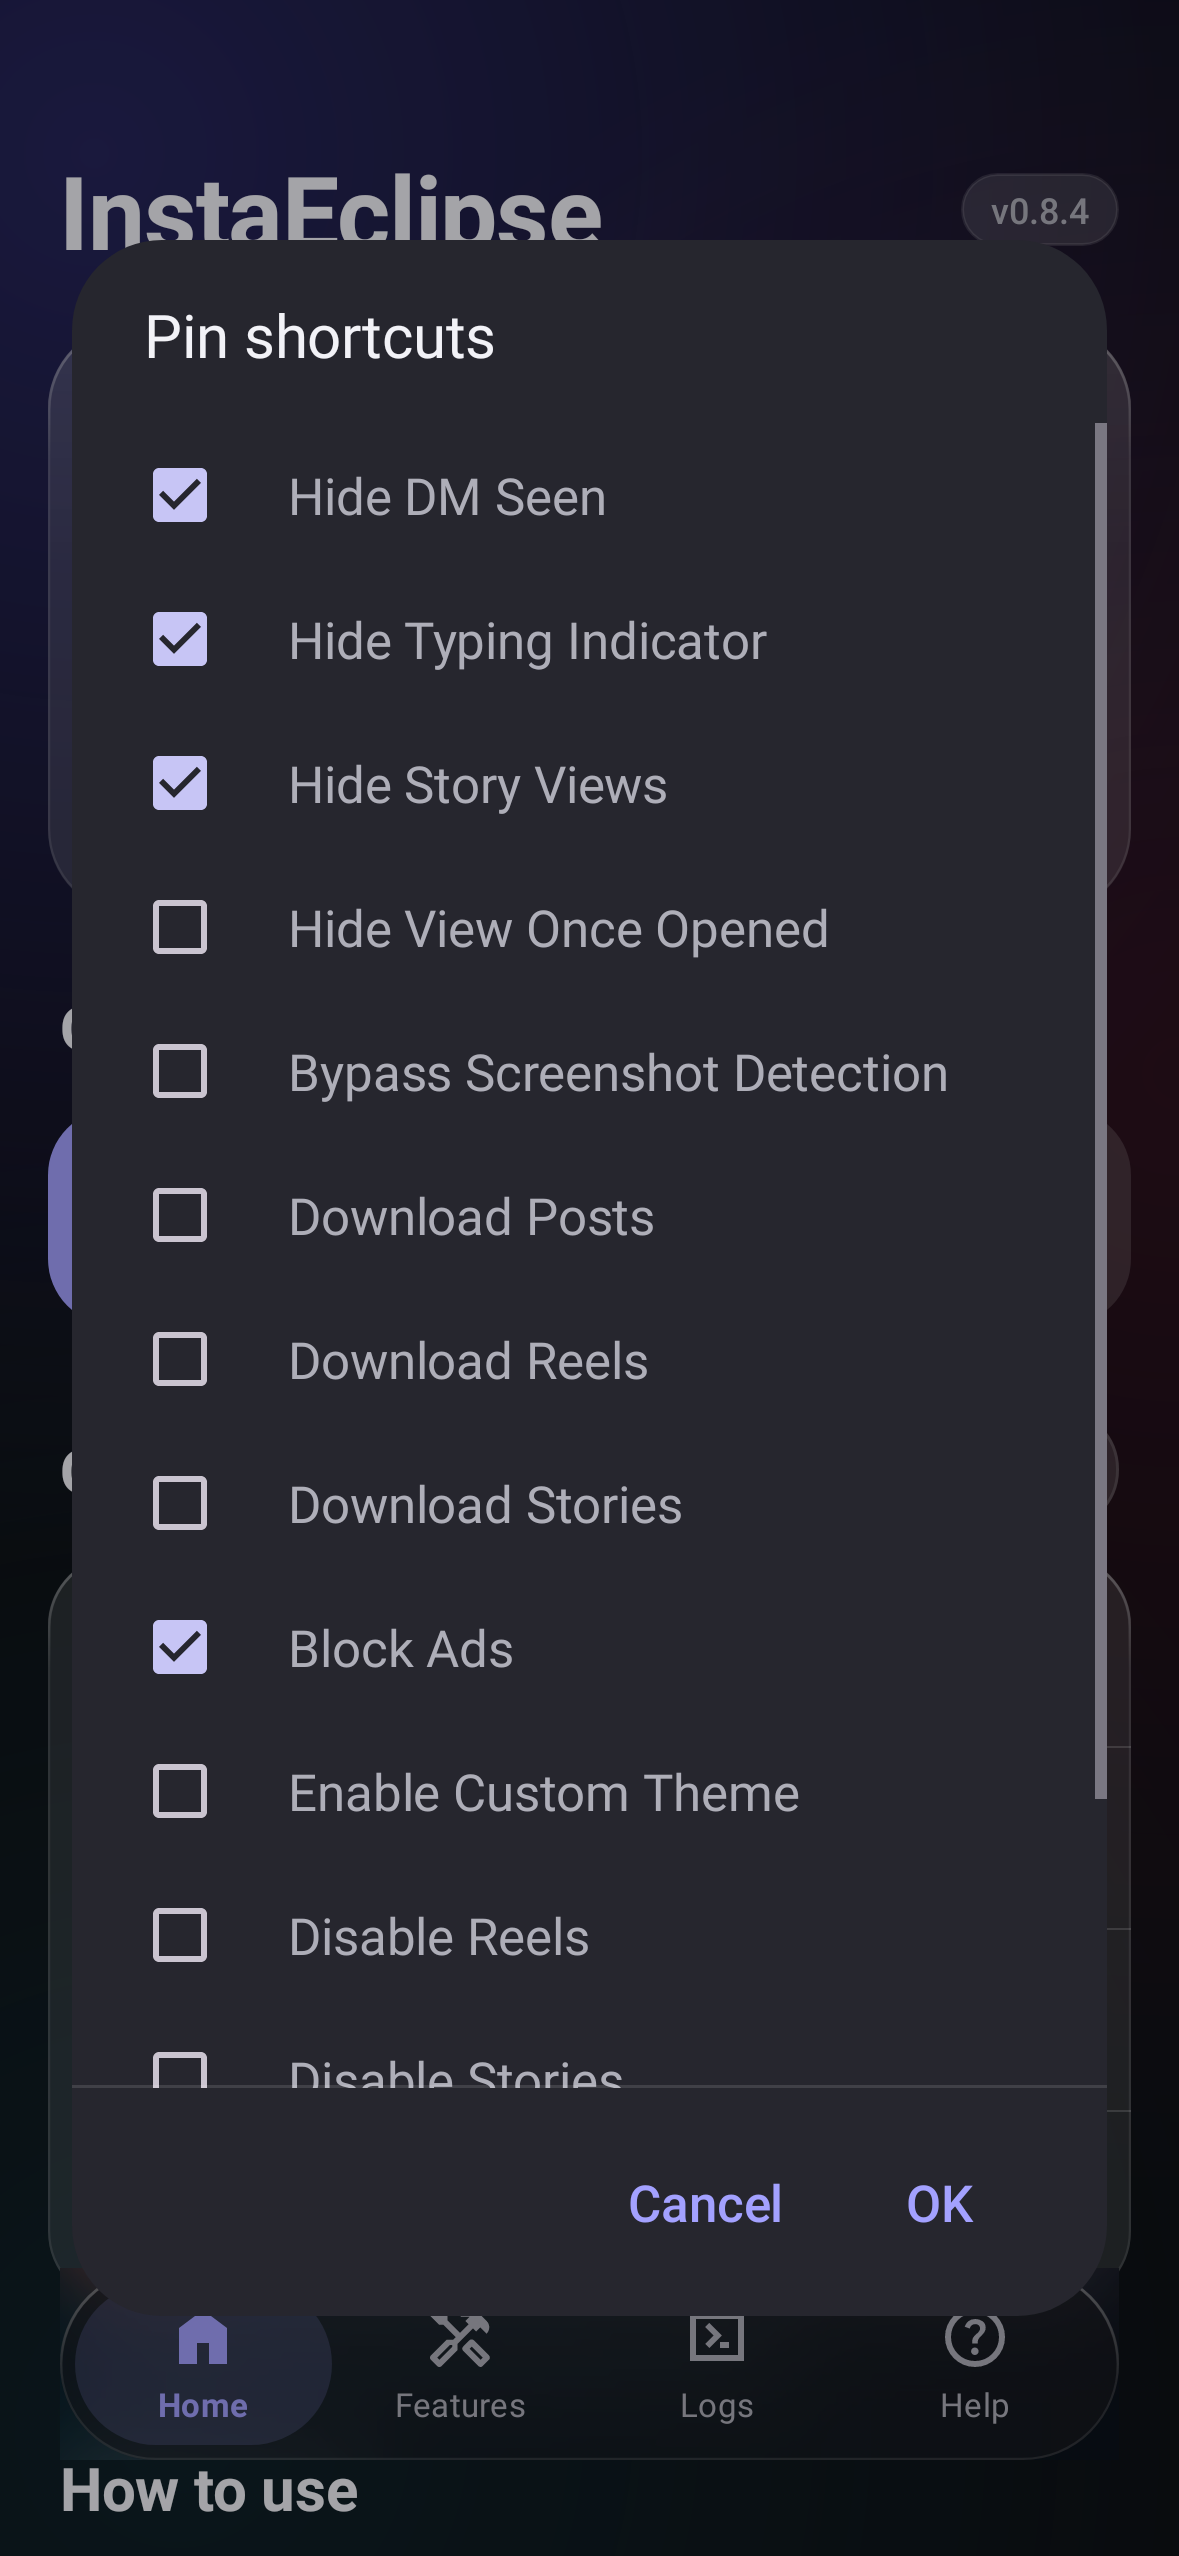 InstaEclipse
v0.8.4
Pin shortcuts
Hide DM Seen
Hide Typing Indicator
Hide Story Views
Hide View Once Opened
Bypass Screenshot Detection
Download Posts
Download Reels
Download Stories
Block Ads
Enable Custom Theme
Disable Reels
Disable Stories
Cancel
OK
Home
Features
Logs
Help
How to use